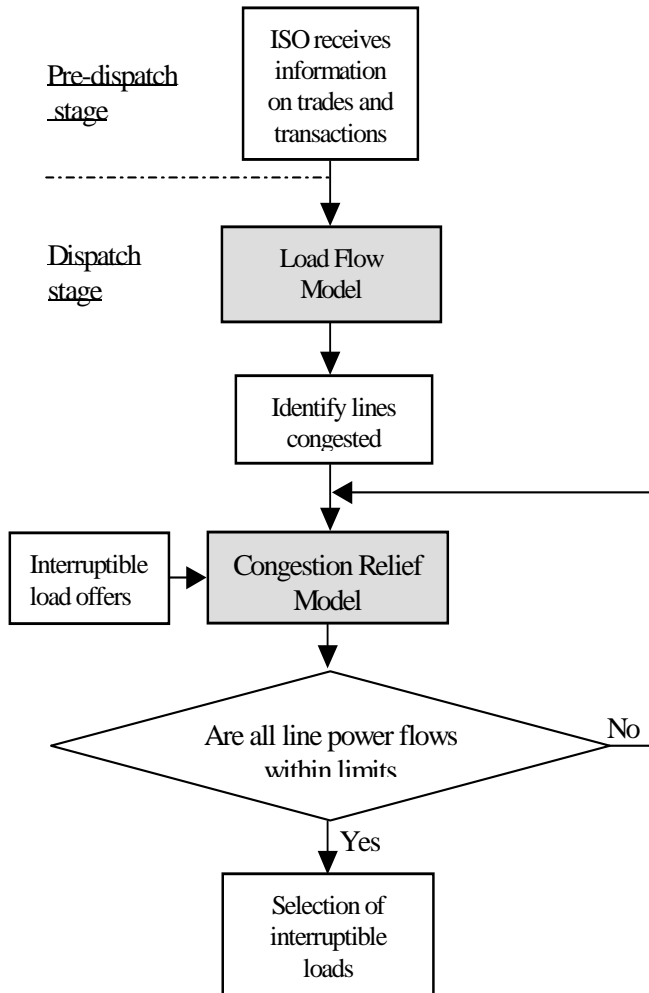 ISO receives
information
on trades and
transactions
Pre-dispatch
stage
Dispatch
stage
Load Flow
Model
Identify lines
congested
Interruptible
load offers
Congestion Relief
Model
Are all line power flows
within limits
No
Yes
Selection of
interruptible
loads